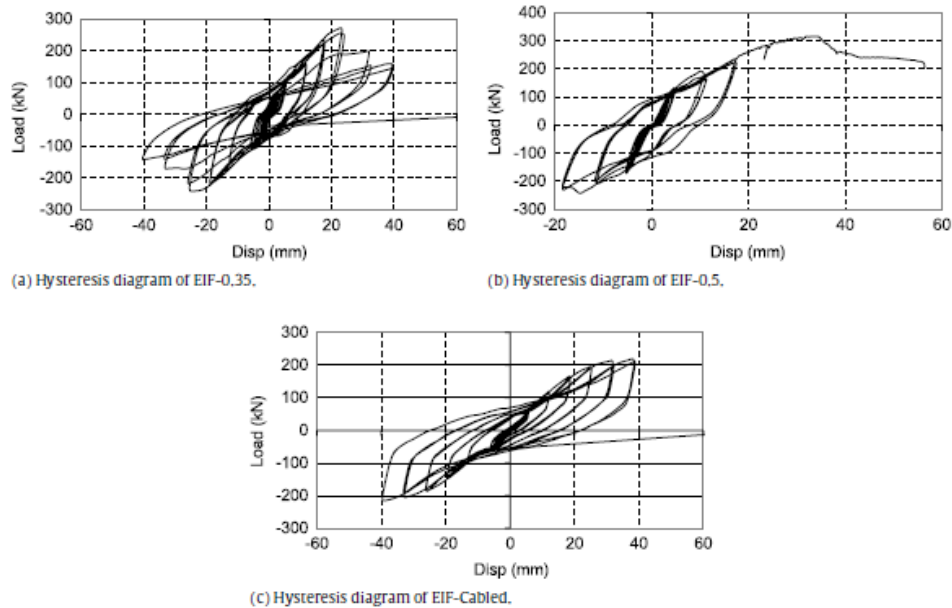 300
200
100
0
-100
-200
-300
Load (kN)
-60 -40 -20 0 20 40 60
Disp (mm)
(a) Hysteresis diagram of EIF-0.35.
400
300
200
100
0
-100
-200
-300
-400
Load (kN)
-20 0 20 40 60
Disp (mm)
(b) Hysteresis diagram of EIF-0.5.
300
200
100
0
-100
-200
-300
Load (kN)
-60 -40 -20 0 20 40 60
Disp (mm)
(c) Hysteresis diagram of EIF-Cabled.